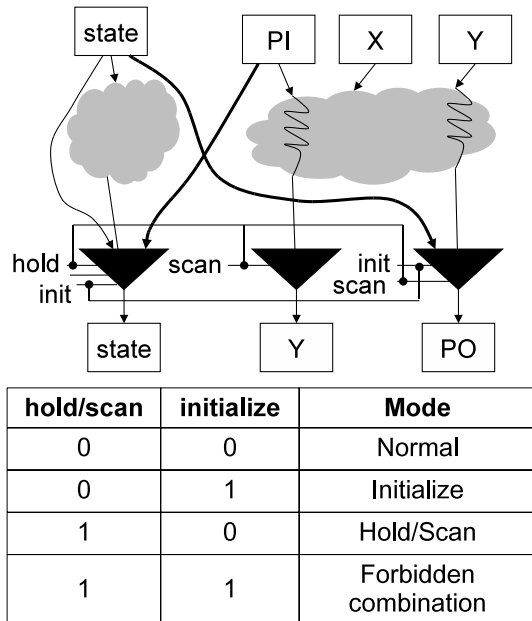 state PI X Y
hold scan init
init scan
state Y PO
hold/scan initialize Mode
0 0 Normal
0 1 Initialize
1 0 Hold/Scan
1 1 Forbidden
combination